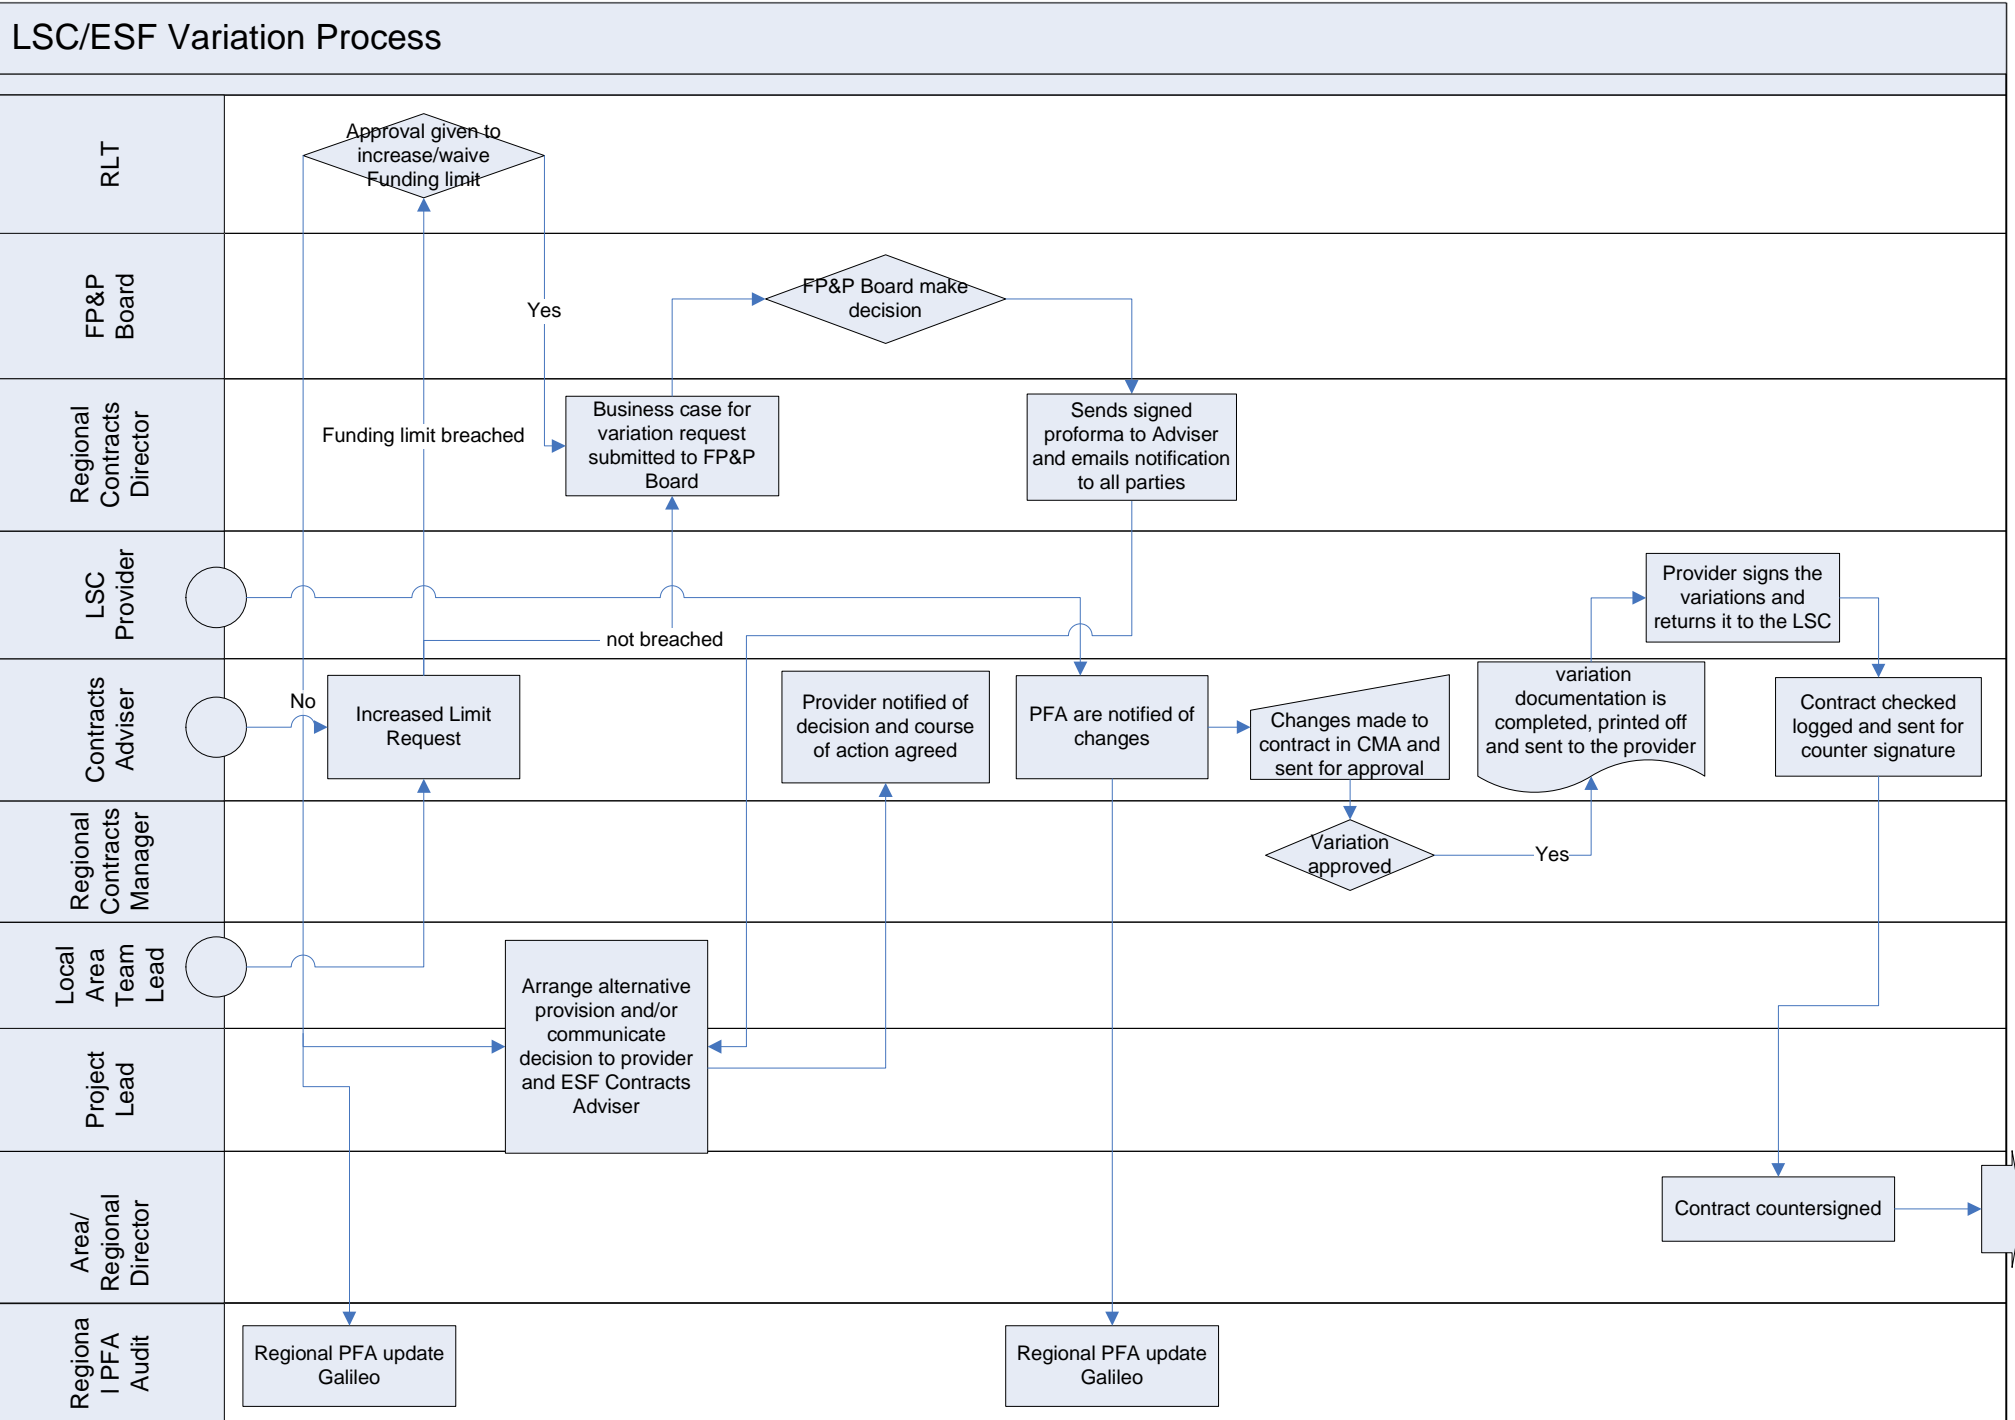 LSC/ESF Variation Process
RLT
Approval given to
increase/waive
Funding limit
FP&P
Board
FP&P Board make
decision
Yes
Regional
Contracts
Director
Funding limit breached
Business case for
variation request
submitted to FP&P
Board
Sends signed
proforma to Adviser
and emails notification
to all parties
LSC
Provider
not breached
Provider signs the
variations and
returns it to the LSC
Contracts
Adviser
No
Increased Limit
Request
Provider notified of
decision and course
of action agreed
PFA are notified of
changes
Changes made to
contract in CMA and
sent for approval
variation
documentation is
completed, printed off
and sent to the provider
Contract checked
logged and sent for
counter signature
Regional
Contracts
Manager
Variation
approved
Yes
Local
Area
Team
Lead
Arrange alternative
provision and/or
communicate
decision to provider
and ESF Contracts
Adviser
Project
Lead
Area/
Regional
Director
Contract countersigned
Regiona
l PFA
Audit
Regional PFA update
Galileo
Regional PFA update
Galileo